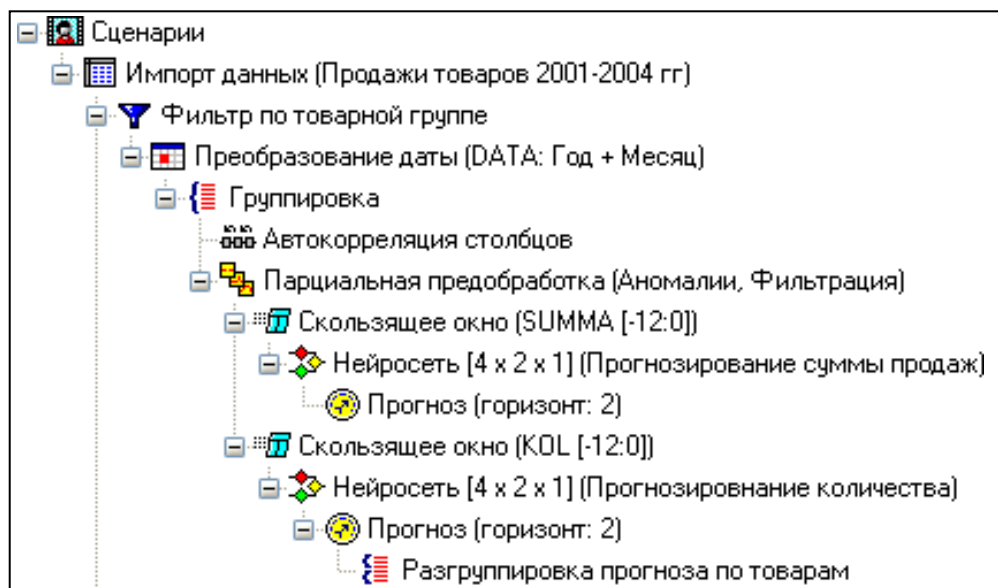 Сценарии
Импорт данных (Продажи товаров 2001-2004 гг)
Фильтр по товарной группе
Преобразование даты (DATA: Год + Месяц)
Группировка
Автокорреляция столбцов
Парциальная предобработка (Аномалии, Фильтрация)
Скользящее окно (SUMMA [-12:0])
Нейросеть [4 x 2 x 1] (Прогнозирование суммы продаж)
Прогноз (горизонт: 2)
Скользящее окно (KOL [-12:0])
Нейросеть [4 x 2 x 1] (Прогнозировнание количества)
Прогноз (горизонт: 2)
Разгруппировка прогноза по товарам